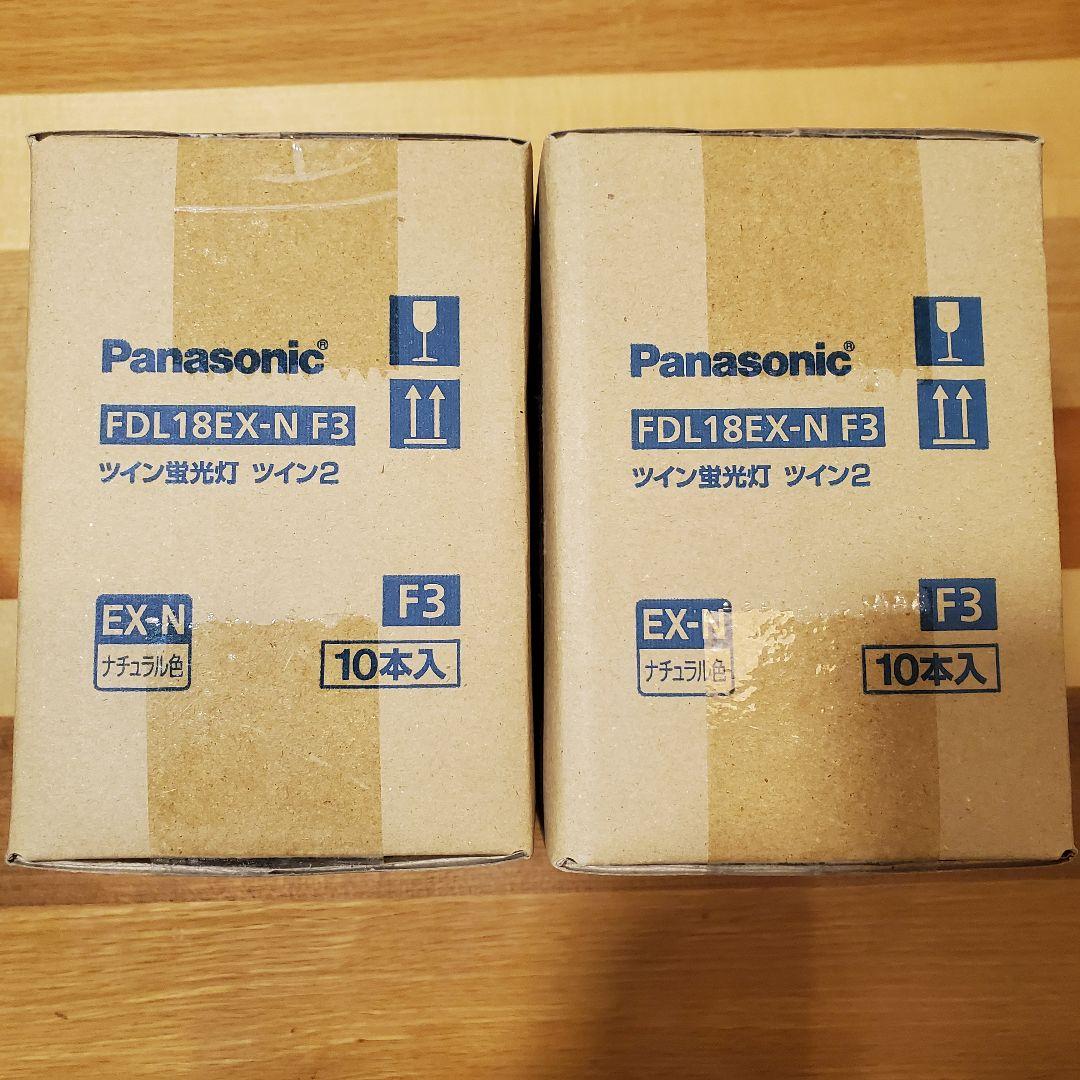 Panasonic®
FDL18EX-N F3
ツイン蛍光灯 ツイン2
EX-N
ナチュラル色
F3
10本入
Panasonic®
FDL18EX-N F3
ツイン蛍光灯 ツイン2
EX-N
ナチュラル色
F3
10本入